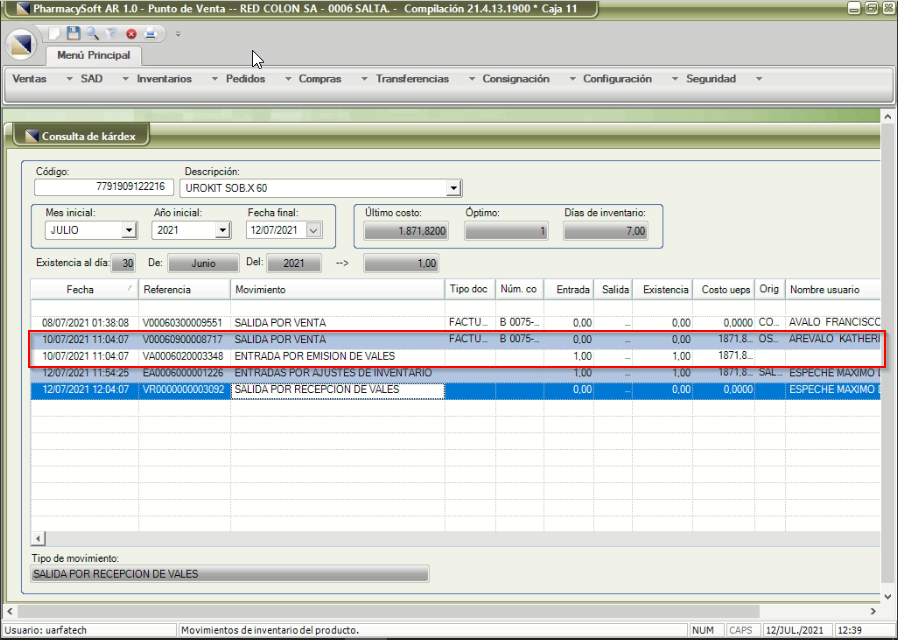 PharmacySoft AR 1.0 - Punto de Venta -- RED COLON SA - 0006 SALTA. - Compilación 21.4.13.1900 * Caja 11
Menú Principal
Ventas SAD Inventarios Pedidos Compras Transferencias Consignación Configuración Seguridad
Consulta de kárdex
Código: Descripción:
7791909122216 UROKIT SOB.X 60
Mes inicial: Año inicial: Fecha final: Último costo: Óptimo: Días de inventario:
JULIO 2021 12/07/2021 1.871,8200 1 7,00
Existencia al día: 30 De: Junio Del: 2021 --> 1,00
Fecha Referencia Movimiento Tipo doc Núm. co Entrada Salida Existencia Costo ueps Orig Nombre usuario
08/07/2021 01:38:08 V00060300009551 SALIDA POR VENTA FACTU... B 0075-... 0,00 ... 0,00 0,0000 CO... AVALO FRANCISCO
10/07/2021 11:04:07 V00060900008717 SALIDA POR VENTA FACTU... B 0075-... 0,00 ... 0,00 1871,8... OS... AREVALO KATHERI
10/07/2021 11:04:07 VA0006020003348 ENTRADA POR EMISION DE VALES 1,00 ... 1,00 1871,8...
12/07/2021 11:54:25 EA0006000001226 ENTRADAS POR AJUSTES DE INVENTARIO 1,00 ... 1,00 1871,8... SAL... ESPECHE MAXIMO D
12/07/2021 12:04:07 VR0000000003092 SALIDA POR RECEPCION DE VALES 0,00 ... 0,00 0,0000 ESPECHE MAXIMO D
Tipo de movimiento:
SALIDA POR RECEPCION DE VALES
Usuario: uarfatech Movimientos de inventario del producto. NUM CAPS 12/JUL./2021 12:39